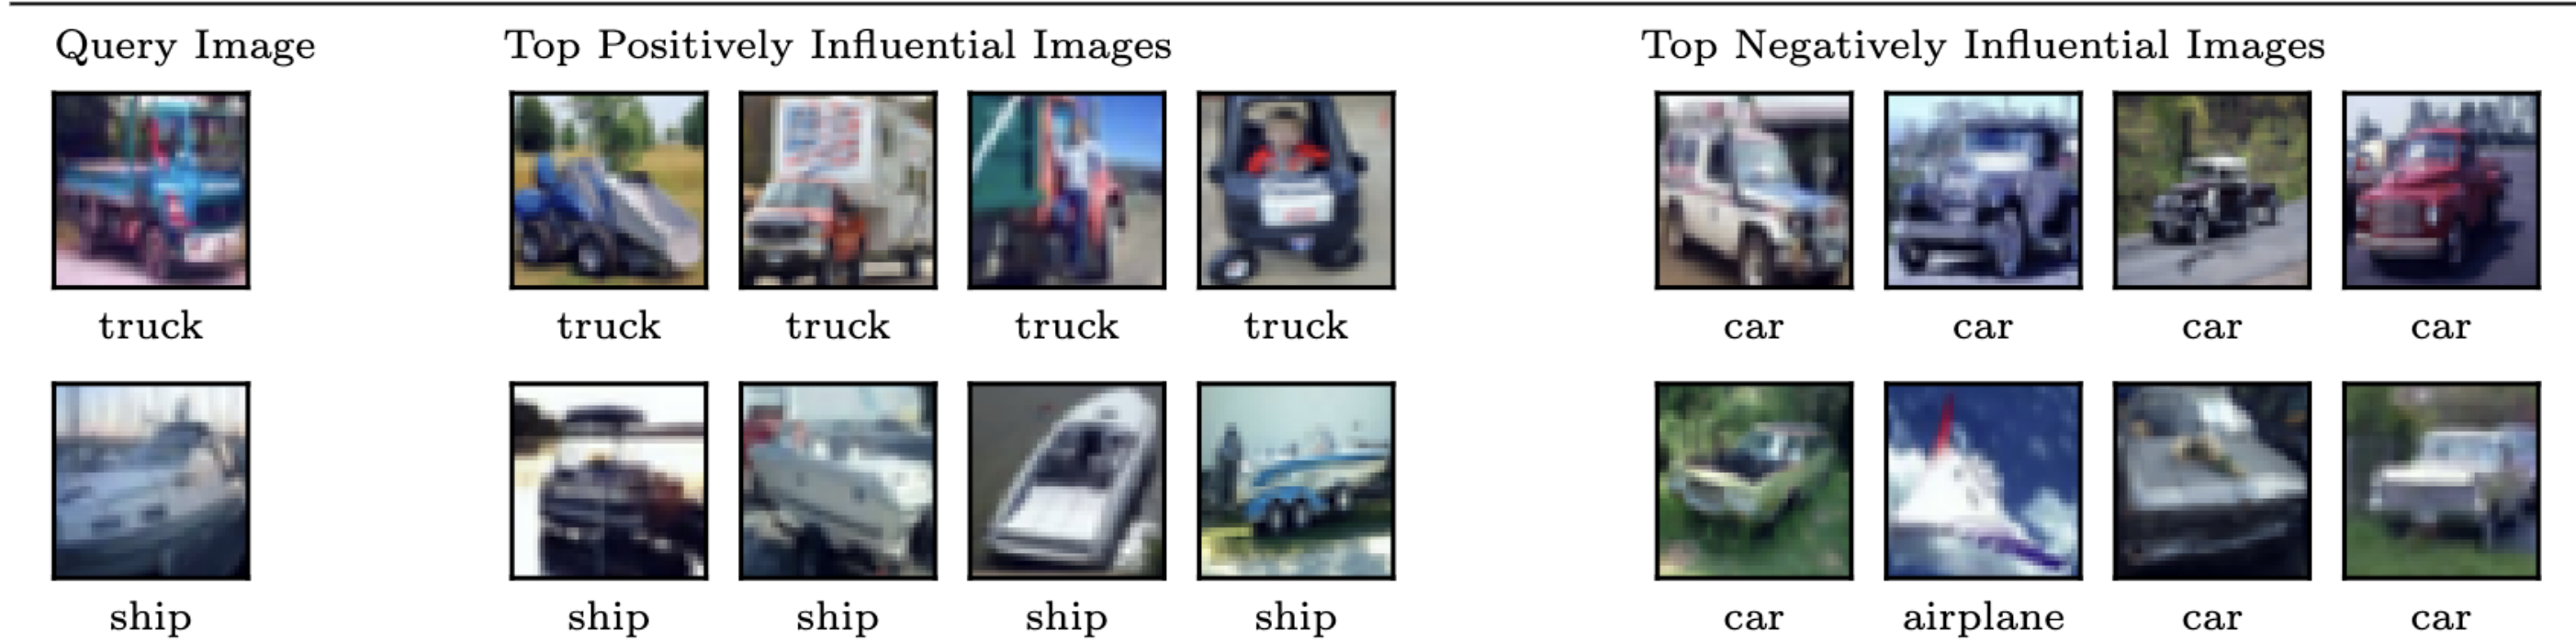 Query Image Top Positively Influential Images Top Negatively Influential Images
truck truck truck truck truck car car car car
ship ship ship ship ship car airplane car car